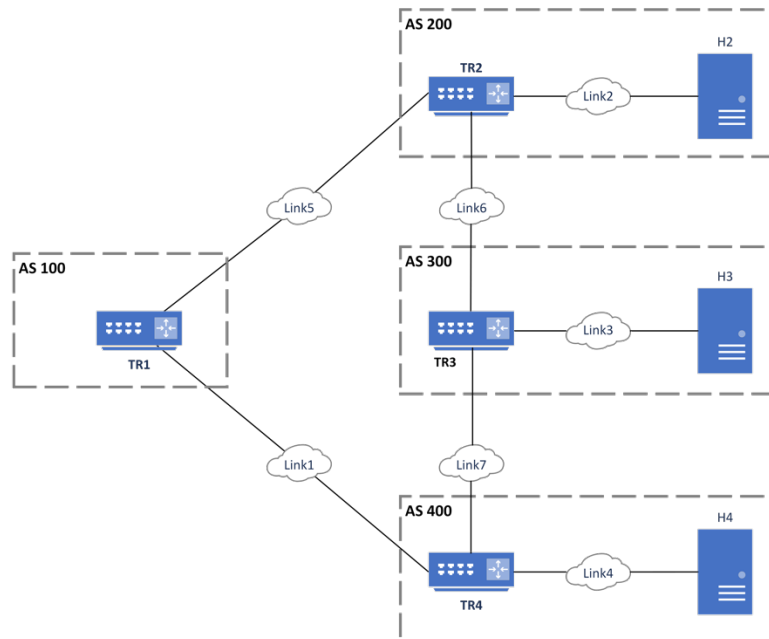 AS 200
H2
TR2
Link2
Link5
Link6
AS 100
AS 300
H3
TR1
TR3
Link3
Link1
Link7
AS 400
H4
Link4
TR4